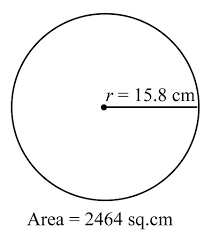 r = 15.8 cm
Area = 2464 sq.cm